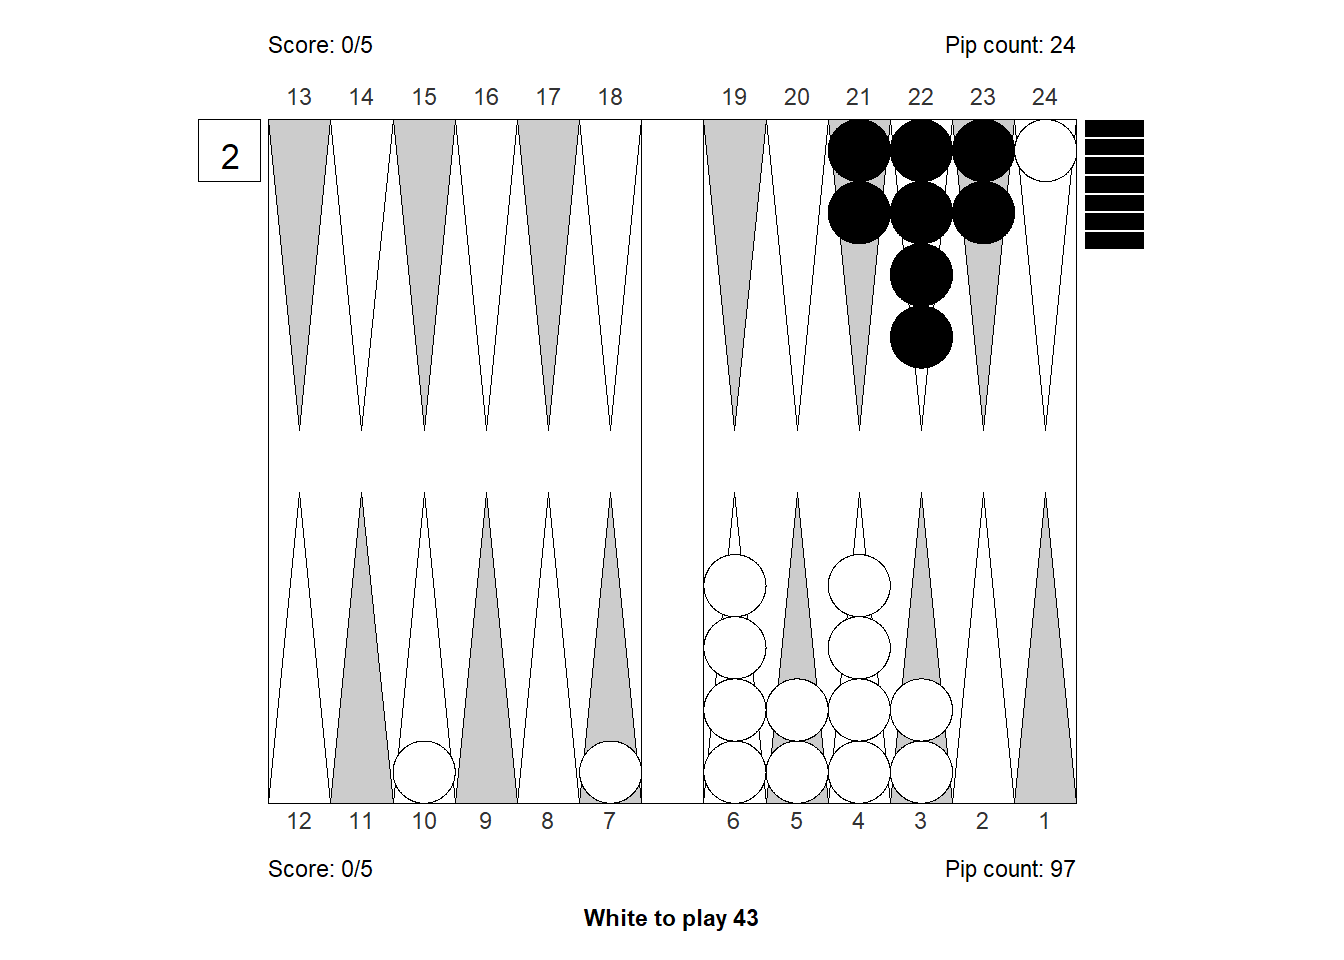 Score: 0/5 Pip count: 24
13 14 15 16 17 18 19 20 21 22 23 24
2
12 11 10 9 8 7 6 5 4 3 2 1
Score: 0/5 Pip count: 97
White to play 43